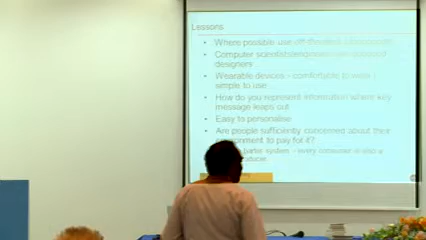 Lessons
• Where possible use off-the-shelf components
• Computer scientists/engineers are not good
designers
• Wearable devices - comfortable to wear /
simple to use...
• How do you represent information where key
message leaps out
• Easy to personalise
• Are people sufficiently concerned about their
environment to pay for it?
barter system - every consumer is also a